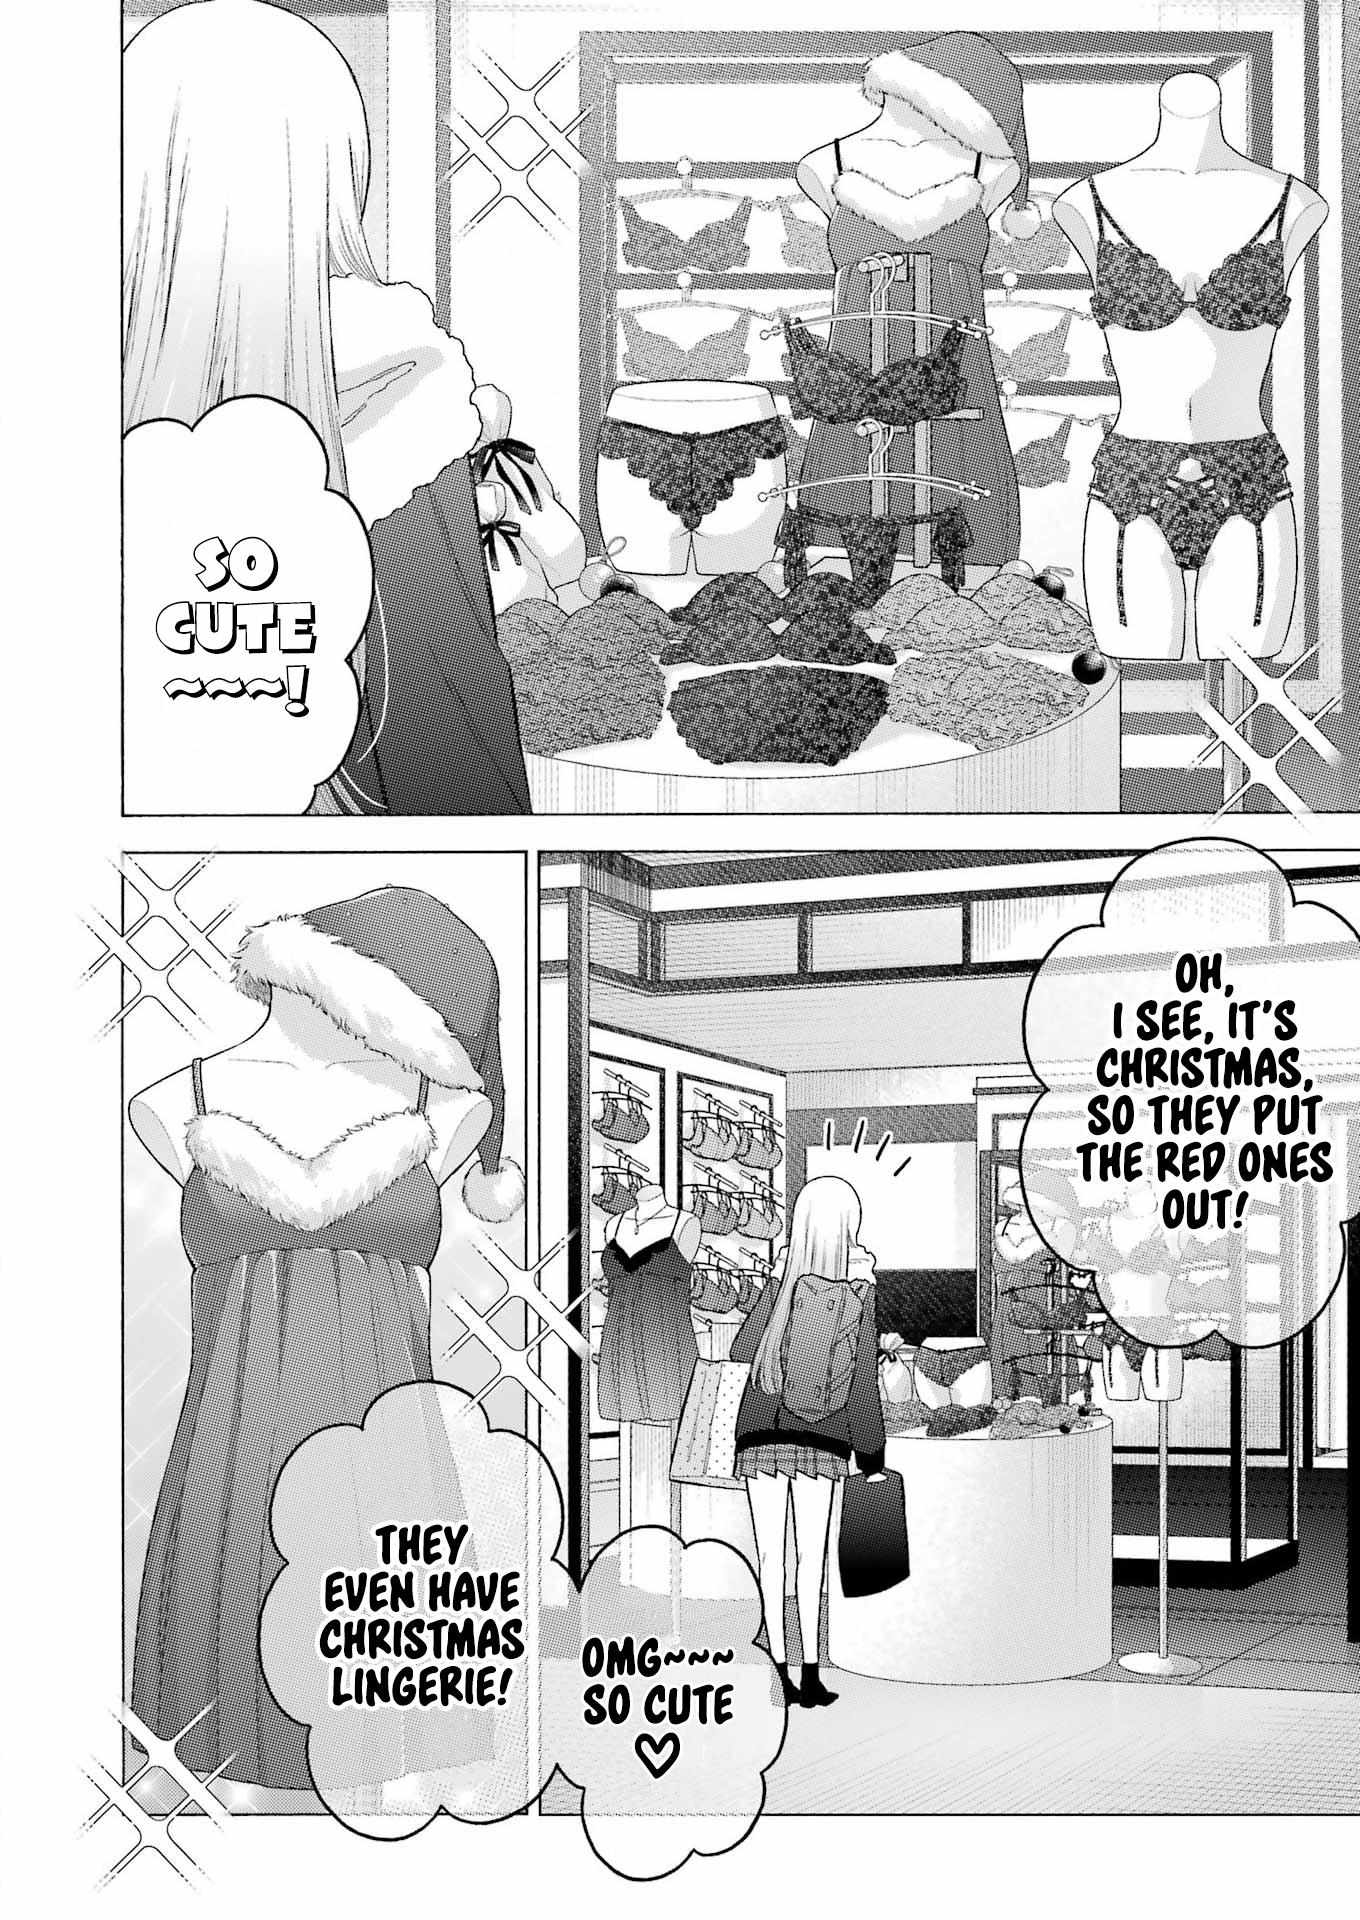 SO
CUTE
~~~!
OH,
I SEE, IT'S
CHRISTMAS,
SO THEY PUT
THE RED ONES
OUT!
OMG~~~
SO CUTE
♡
THEY
EVEN HAVE
CHRISTMAS
LINGERIE!